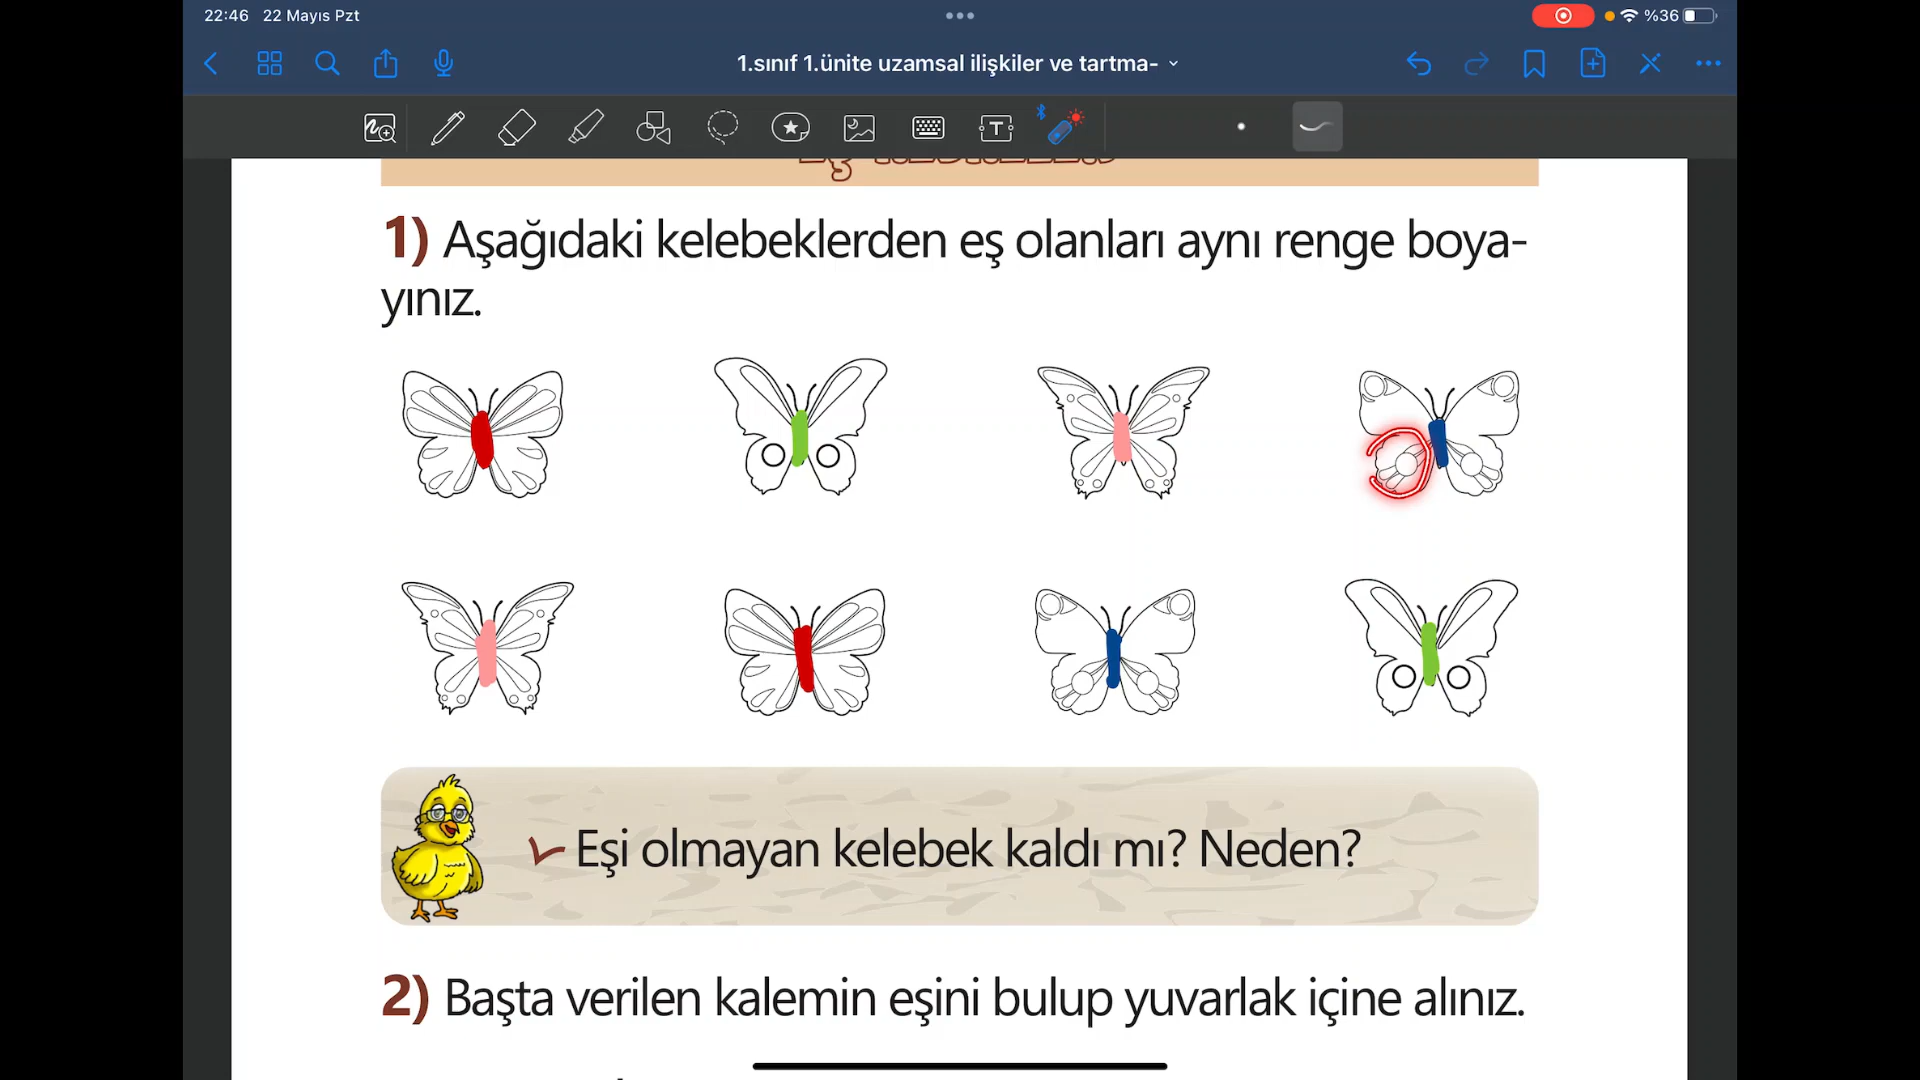 22:46 22 Mayıs Pzt
%36
1.sınıf 1.ünite uzamsal ilişkiler ve tartma-
T
1) Aşağıdaki kelebeklerden eş olanları aynı renge boya-
yınız.
Eşi olmayan kelebek kaldı mı? Neden?
2) Başta verilen kalemin eşini bulup yuvarlak içine alınız.